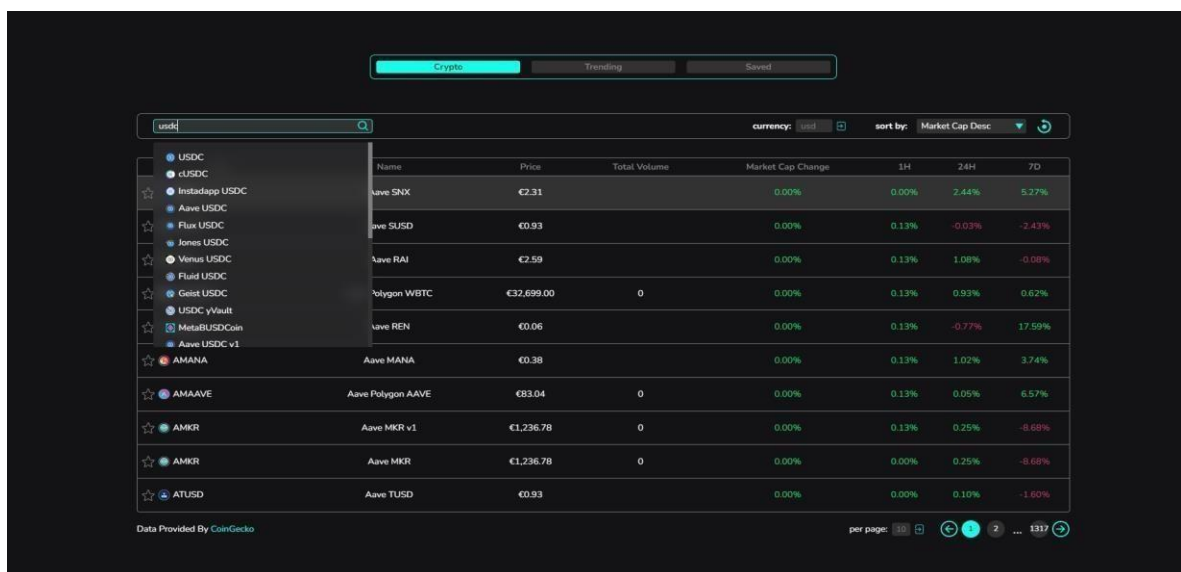 Crypto Trending Saved
usdc currency: usd sort by: Market Cap Desc
Name Price Total Volume Market Cap Change 1H 24H 7D
USDC
cUSDC
Instadapp USDC
Aave USDC
Flux USDC
Jones USDC
Venus USDC
Fluid USDC
Geist USDC
USDC yVault
MetaBUSDCoin
Aave USDC v1
Aave SNX €2.31 0.00% 0.00% 2.44% 5.27%
Aave SUSD €0.93 0.00% 0.13% -0.03% -2.43%
Aave RAI €2.59 0.00% 0.13% 1.08% -0.08%
Polygon WBTC €32,699.00 0 0.00% 0.13% 0.93% 0.62%
Aave REN €0.06 0.00% 0.13% -0.77% 17.59%
AMANA Aave MANA €0.38 0.00% 0.13% 1.02% 3.74%
AMAAVE Aave Polygon AAVE €83.04 0 0.00% 0.13% 0.05% 6.57%
AMKR Aave MKR v1 €1,236.78 0 0.00% 0.13% 0.25% -8.68%
AMKR Aave MKR €1,236.78 0 0.00% 0.00% 0.25% -8.68%
ATUSD Aave TUSD €0.93 0.00% 0.00% 0.10% -1.60%
Data Provided By CoinGecko per page: 10 1 2 ... 1317